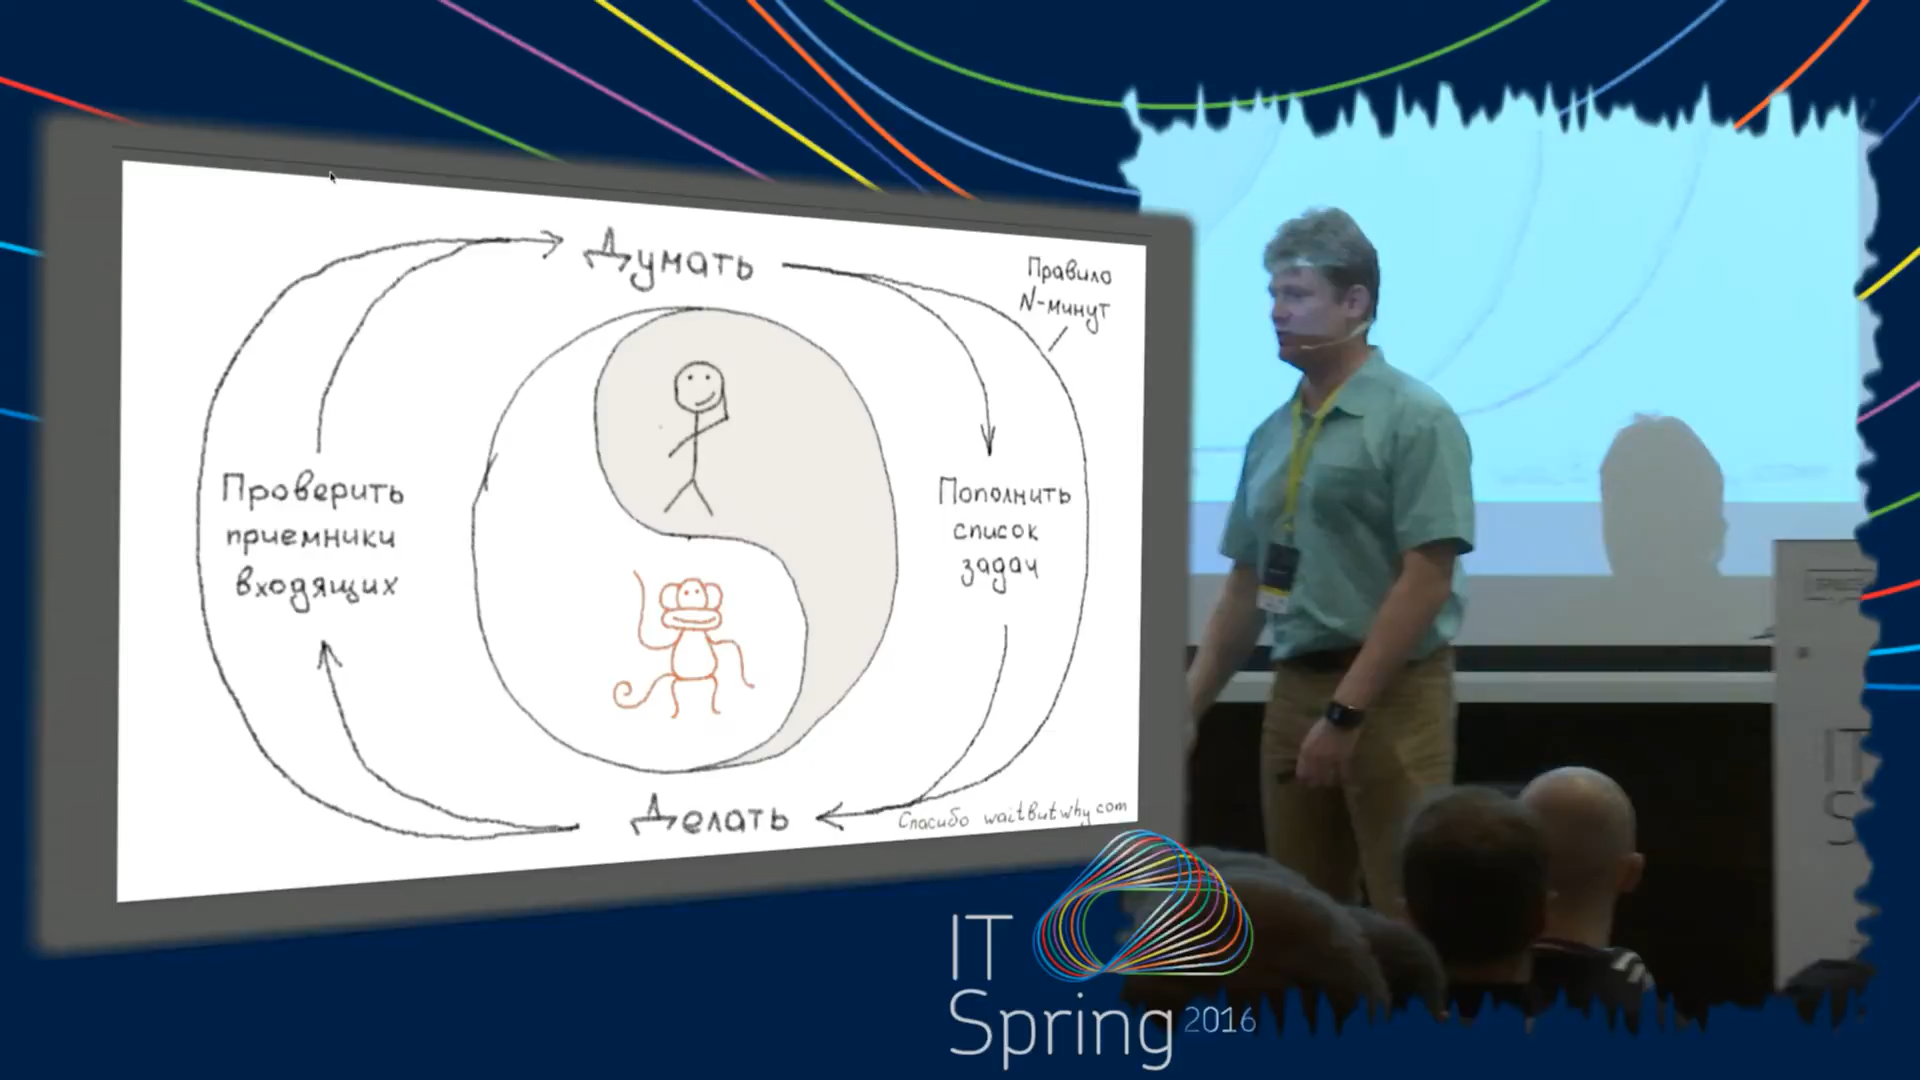 Думать
Правило
N-минут
Проверить
приемники
входящих
Пополнить
список
задач
Делать
Спасибо waitbutwhy.com
IT
Spring 2016